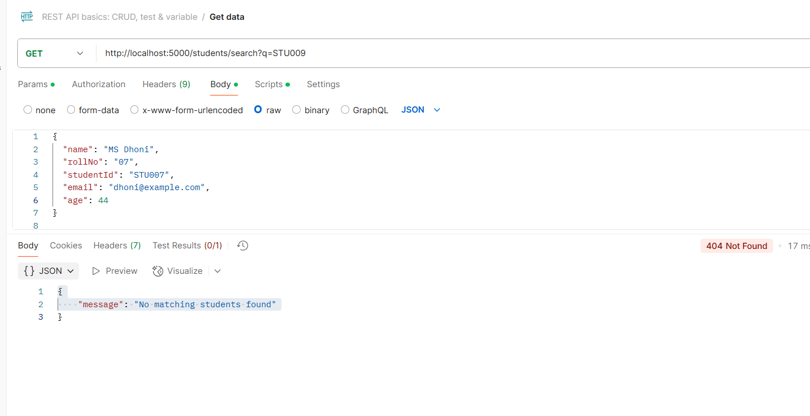 HTTP REST API basics: CRUD, test & variable / Get data
GET http://localhost:5000/students/search?q=STU009
Params Authorization Headers (9) Body Scripts Settings
none form-data x-www-form-urlencoded raw binary GraphQL JSON
1 {
2 "name": "MS Dhoni",
3 "rollNo": "07",
4 "studentId": "STU007",
5 "email": "dhoni@example.com",
6 "age": 44
7 }
8
Body Cookies Headers (7) Test Results (0/1) 404 Not Found 17 ms
{} JSON Preview Visualize
1 {
2 "message": "No matching students found"
3 }